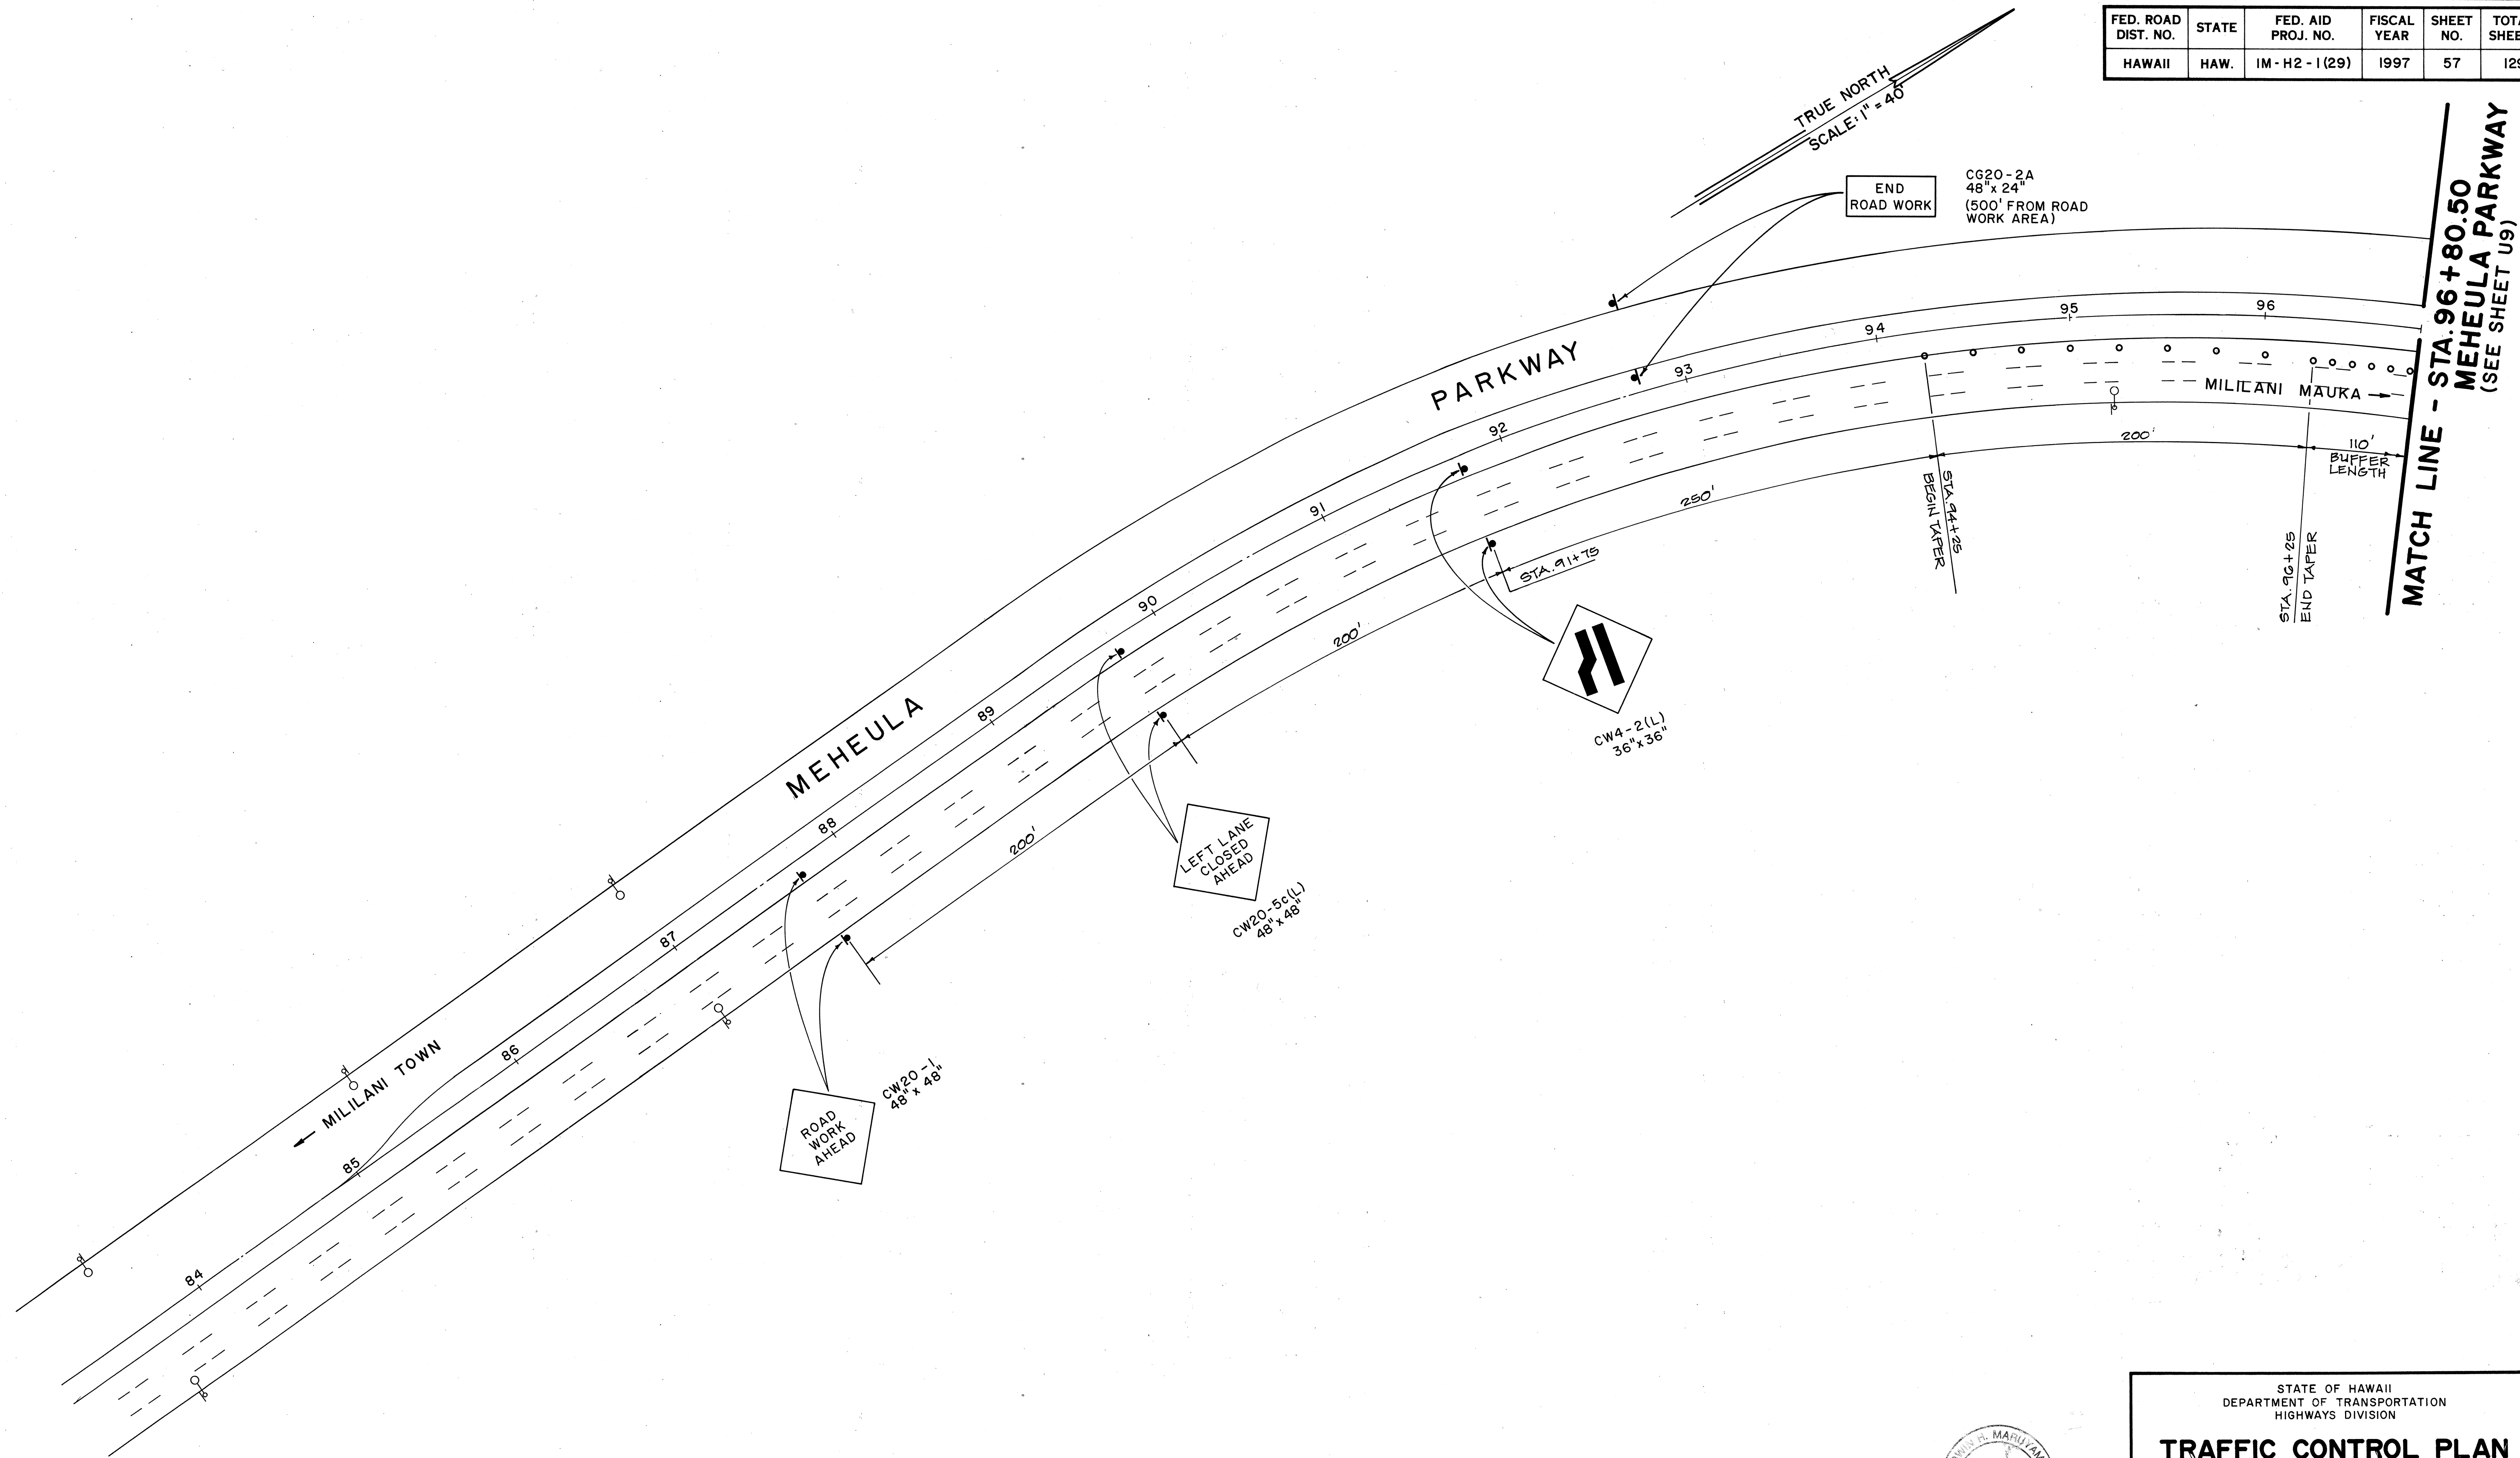 FED. ROAD DIST. NO.
STATE
FED. AID PROJ. NO.
FISCAL YEAR
SHEET NO.
HAWAII
HAW.
IM-H2-1(29)
1997
57
TRUE NORTH
SCALE: 1" = 40'
END
ROAD WORK
CG20-2A
48" x 24"
(500' FROM ROAD
WORK AREA)
MATCH LINE - STA. 96+80.50
MEHEULA PARKWAY
(SEE SHEET U9)
MEHEULA PARKWAY
84
85
86
87
88
89
90
91
92
93
94
95
96
MILILANI MAUKA
MILILANI TOWN
200'
110'
BUFFER
LENGTH
250'
STA. 94+25
BEGIN TAPER
STA. 96+25
END TAPER
STA. 91+75
200'
200'
CW4-2(L)
36" x 36"
LEFT LANE
CLOSED
AHEAD
CW20-5c(L)
48" x 48"
ROAD
WORK
AHEAD
CW20-1
48" x 48"
STATE OF HAWAII
DEPARTMENT OF TRANSPORTATION
HIGHWAYS DIVISION
TRAFFIC CONTROL PLAN